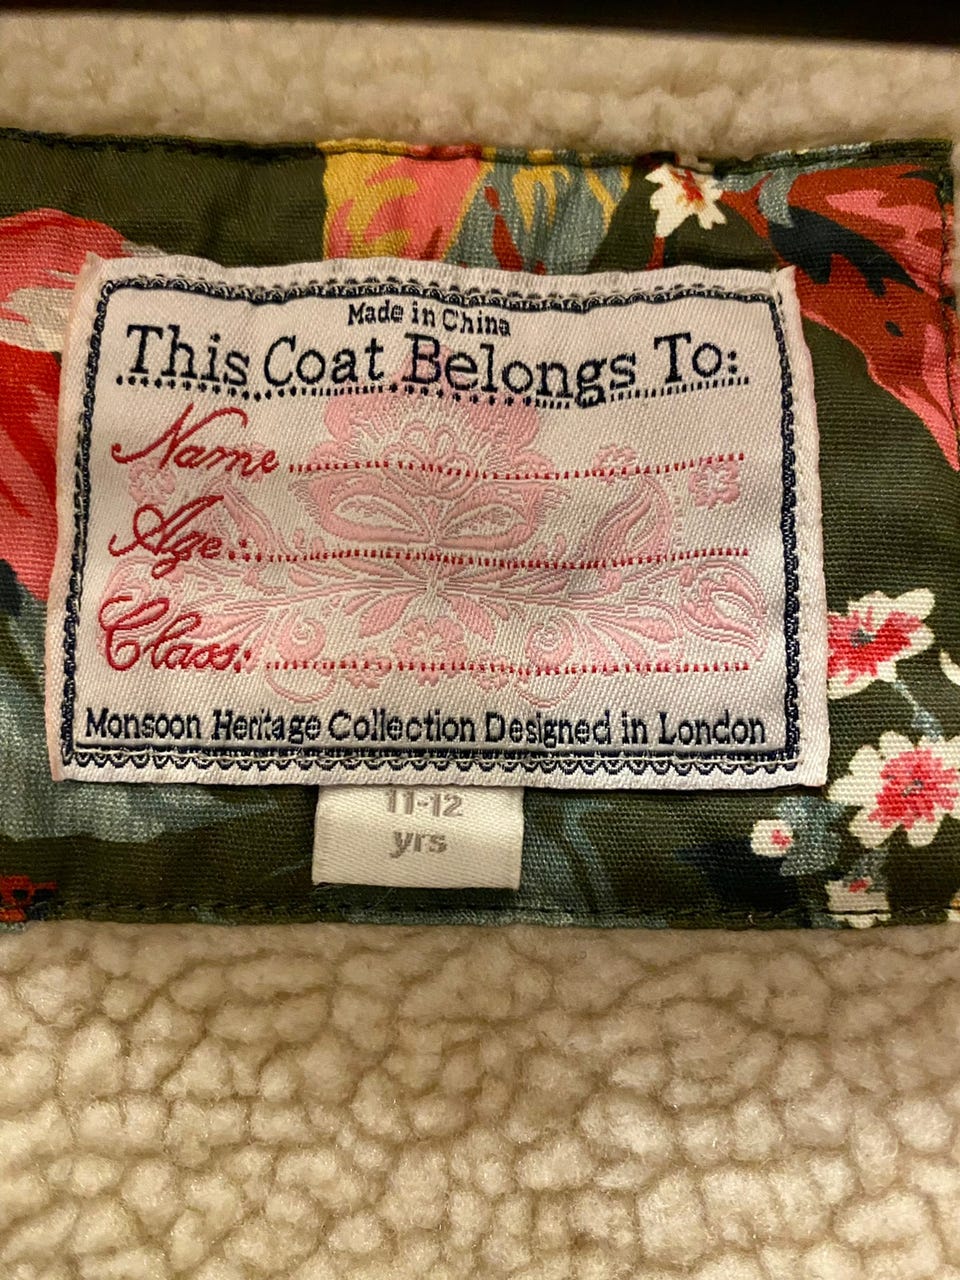 Made in China
This Coat Belongs To:
Name
Age:
Class:
Monsoon Heritage Collection Designed in London
11-12
yrs